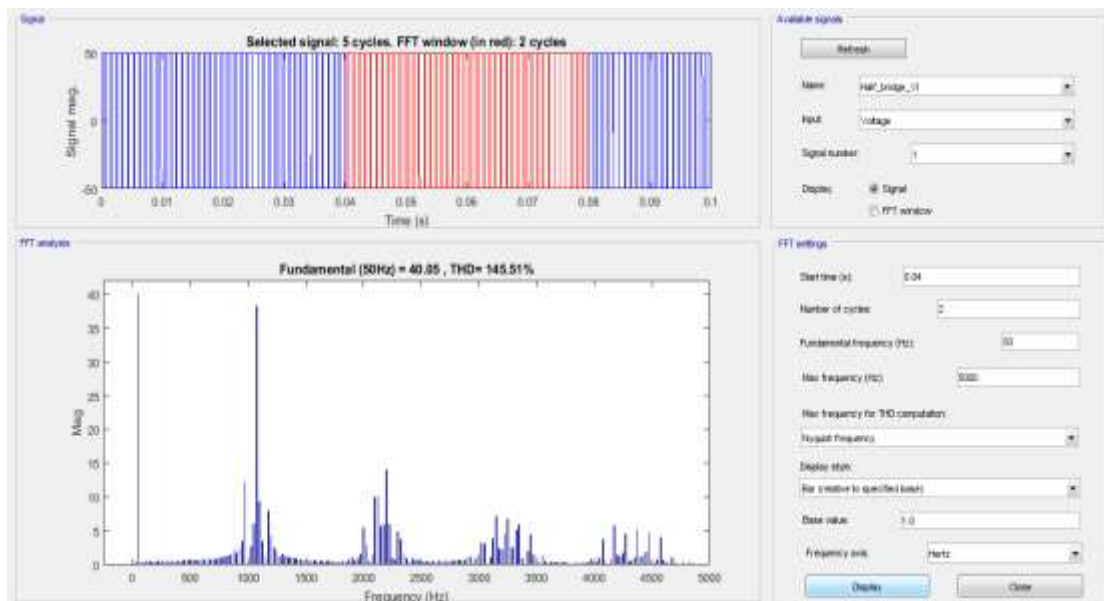 Signal
Selected signal: 5 cycles. FFT window (in red): 2 cycles
50
0
-50
Signal mag.
0 0.01 0.02 0.03 0.04 0.05 0.06 0.07 0.08 0.09 0.1
Time (s)
Available signals
Refresh
Name:
Half_bridge_VI
Input:
Voltage
Signal number:
1
Display:
Signal
FFT window
FFT analysis
Fundamental (50Hz) = 40.05 , THD= 145.51%
40
35
30
25
20
15
10
5
0
Mag
0 500 1000 1500 2000 2500 3000 3500 4000 4500 5000
Frequency (Hz)
FFT settings
Start time (s):
0.04
Number of cycles:
2
Fundamental frequency (Hz):
50
Max frequency (Hz):
5000
Max frequency for THD computation:
Nyquist frequency
Display style:
Bar (relative to specified base)
Base value:
1.0
Frequency axis:
Hertz
Display
Close